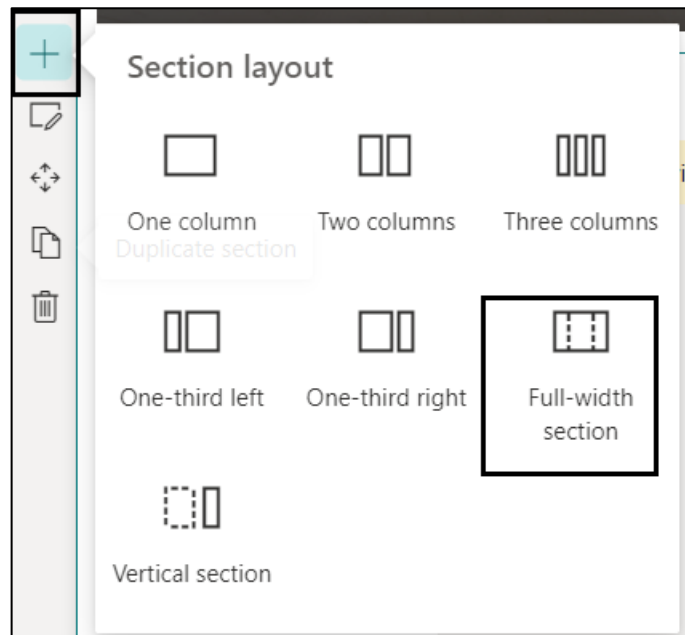 Section layout
One column
Two columns
Three columns
Duplicate section
One-third left
One-third right
Full-width
section
Vertical section